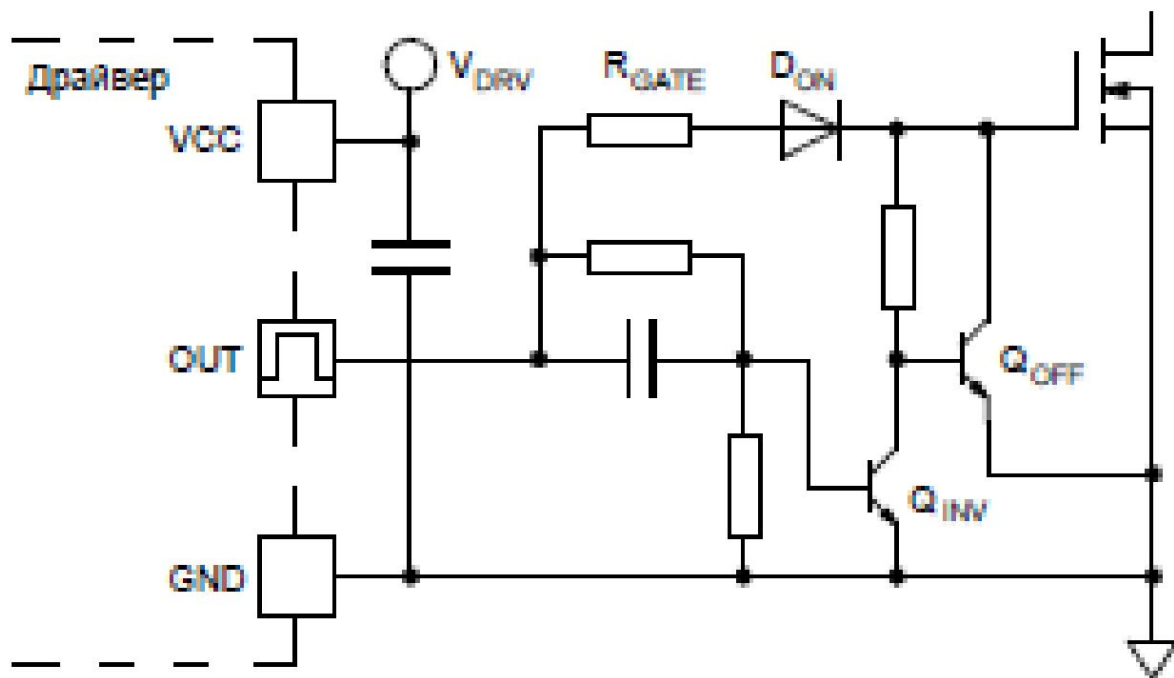 Драйвер
V_DRV
R_GATE
D_ON
VCC
OUT
Q_OFF
Q_INV
GND